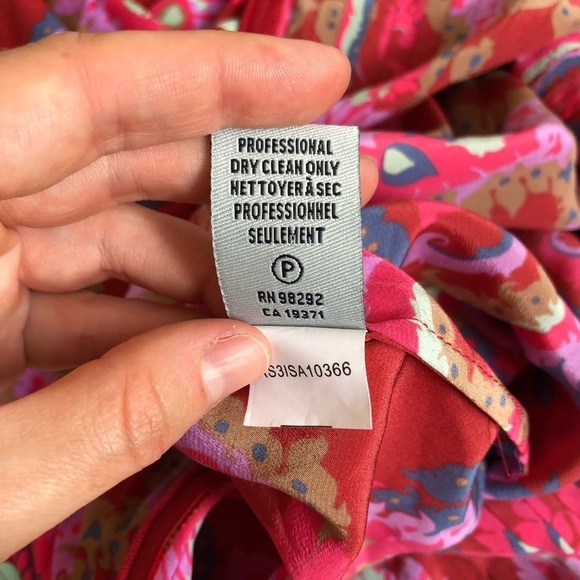 PROFESSIONAL
DRY CLEAN ONLY
NETTOYER À SEC
PROFESSIONNEL
SEULEMENT
P
RN 98292
CA 19371